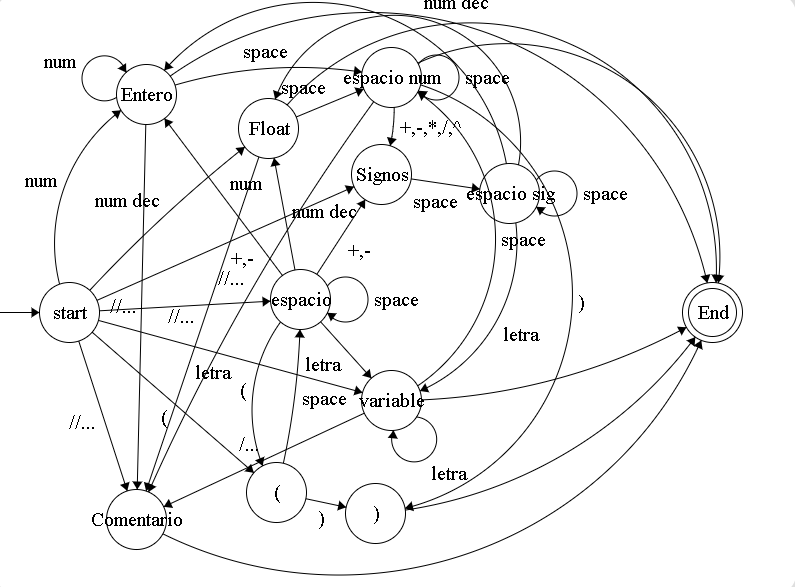 num dec
num
space
Entero
espacio num
space
space
Float
+,-,*,/,^
num
num
Signos
num dec
space
espacio sig
space
num dec
space
+,-
+,-
//...
start
//...
//...
espacio
space
)
End
letra
letra
letra
(
space
variable
//...
(
/...
letra
(
)
)
Comentario